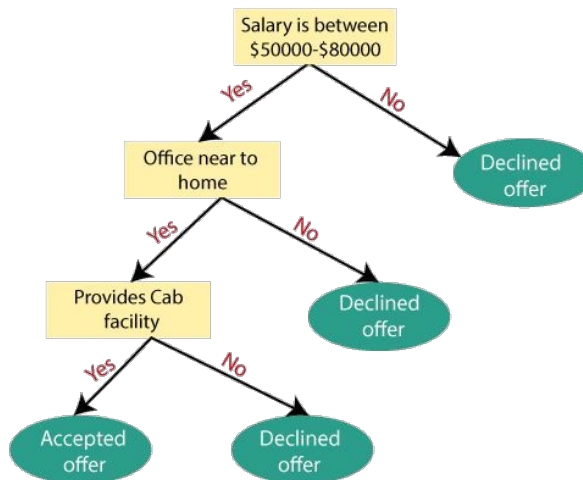 Salary is between
$50000-$80000
Yes
No
Office near to
home
Declined
offer
Yes
No
Provides Cab
facility
Declined
offer
Yes
No
Accepted
offer
Declined
offer